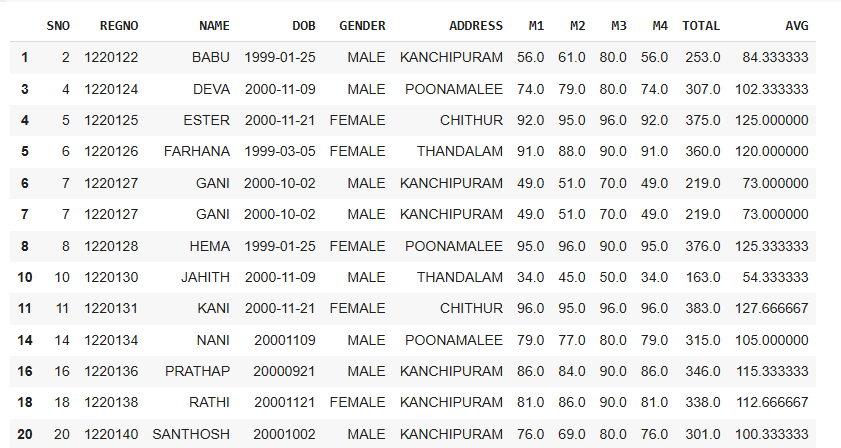 SNO REGNO NAME DOB GENDER ADDRESS M1 M2 M3 M4 TOTAL AVG
1 2 1220122 BABU 1999-01-25 MALE KANCHIPURAM 56.0 61.0 80.0 56.0 253.0 84.333333
3 4 1220124 DEVA 2000-11-09 MALE POONAMALEE 74.0 79.0 80.0 74.0 307.0 102.333333
4 5 1220125 ESTER 2000-11-21 FEMALE CHITHUR 92.0 95.0 96.0 92.0 375.0 125.000000
5 6 1220126 FARHANA 1999-03-05 FEMALE THANDALAM 91.0 88.0 90.0 91.0 360.0 120.000000
6 7 1220127 GANI 2000-10-02 MALE KANCHIPURAM 49.0 51.0 70.0 49.0 219.0 73.000000
7 7 1220127 GANI 2000-10-02 MALE KANCHIPURAM 49.0 51.0 70.0 49.0 219.0 73.000000
8 8 1220128 HEMA 1999-01-25 FEMALE POONAMALEE 95.0 96.0 90.0 95.0 376.0 125.333333
10 10 1220130 JAHITH 2000-11-09 MALE THANDALAM 34.0 45.0 50.0 34.0 163.0 54.333333
11 11 1220131 KANI 2000-11-21 FEMALE CHITHUR 96.0 95.0 96.0 96.0 383.0 127.666667
14 14 1220134 NANI 20001109 MALE POONAMALEE 79.0 77.0 80.0 79.0 315.0 105.000000
16 16 1220136 PRATHAP 20000921 MALE KANCHIPURAM 86.0 84.0 90.0 86.0 346.0 115.333333
18 18 1220138 RATHI 20001121 FEMALE KANCHIPURAM 81.0 86.0 90.0 81.0 338.0 112.666667
20 20 1220140 SANTHOSH 20001002 MALE KANCHIPURAM 76.0 69.0 80.0 76.0 301.0 100.333333